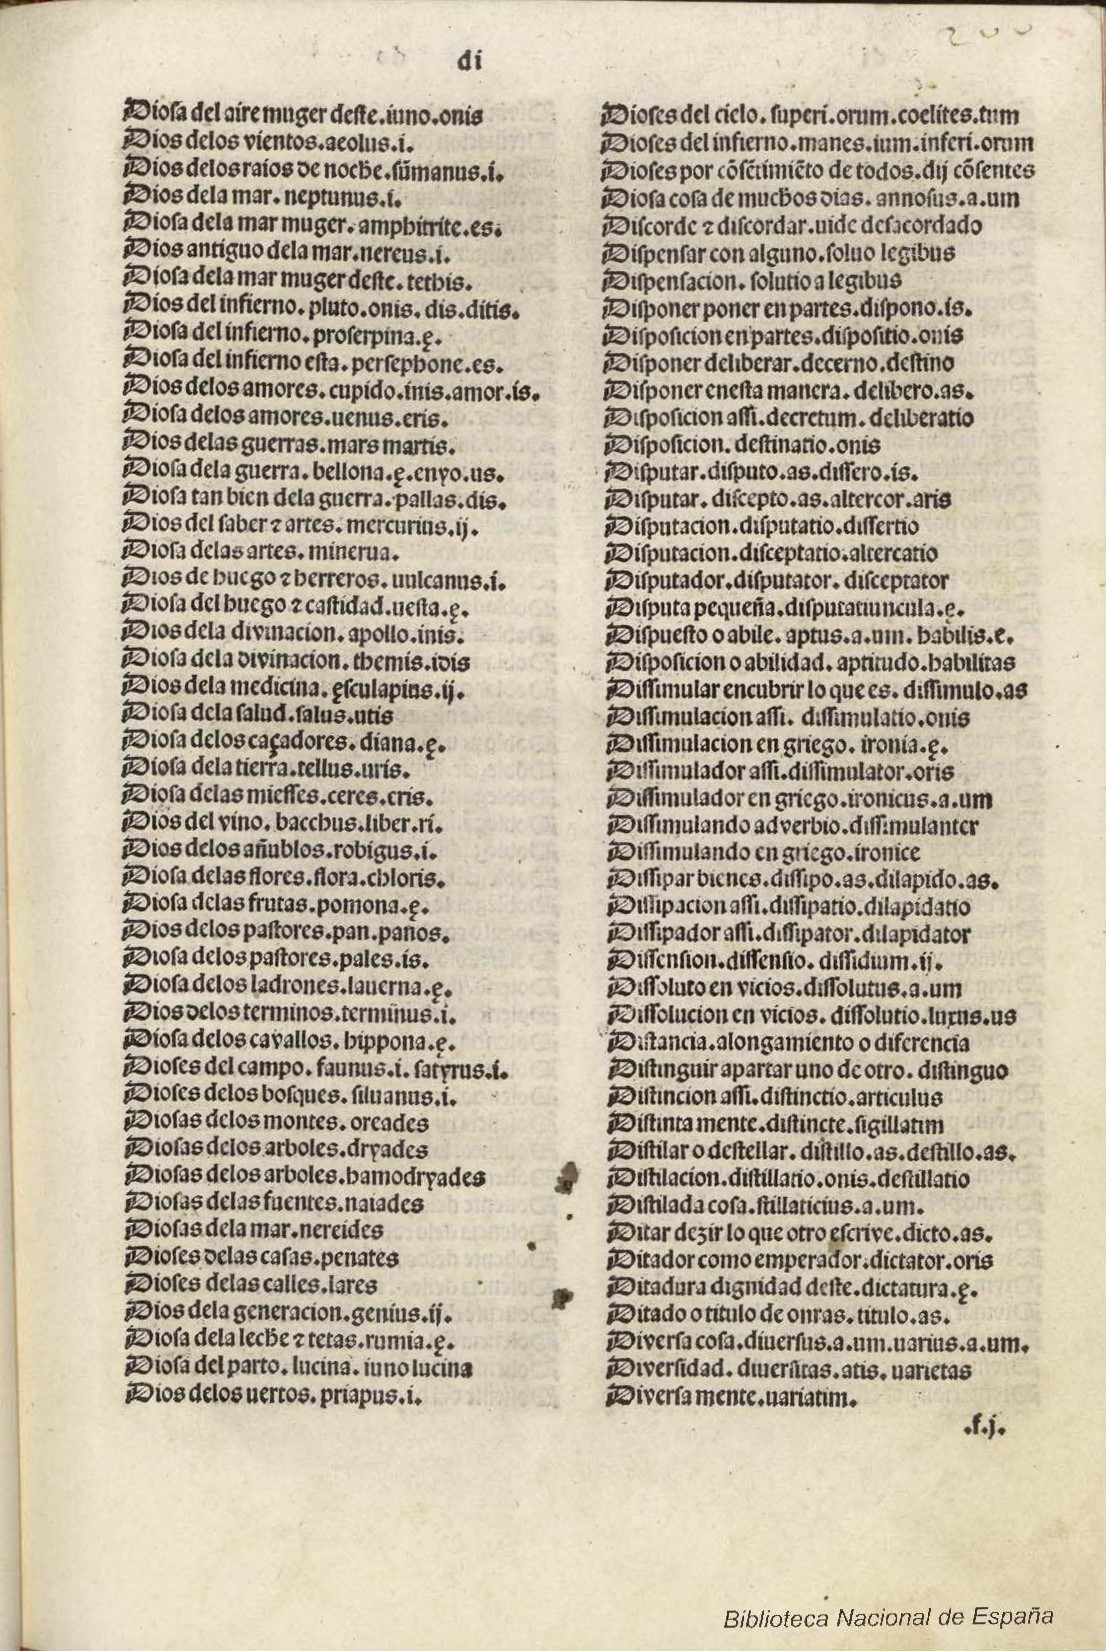 200
di
Diosa del aire muger deste.iuno.onis
Dios delos vientos.aeolus.i.
Dios delos raios de noche.sũmanus.i.
Dios dela mar.neptunus.i.
Diosa dela mar muger.amphitrite.es.
Dios antiguo dela mar.nereus.i.
Diosa dela mar muger deste.tethis.
Dios del infierno.pluto.onis.dis.ditis.
Diosa del infierno.proserpina.ę.
Diosa del infierno esta.persephone.es.
Dios delos amores.cupido.inis.amor.is.
Diosa delos amores.uenus.eris.
Dios delas guerras.mars martis.
Diosa dela guerra.bellona.ę.enyo.us.
Diosa tan bien dela guerra.pallas.dis.
Dios del saber ⁊ artes.mercurius.ij.
Diosa delas artes.minerua.
Dios de huego ⁊ herreros.uulcanus.i.
Diosa del huego ⁊ castidad.uesta.ę.
Dios dela divinacion.apollo.inis.
Diosa dela divinacion.themis.idis
Dios dela medicina.ęsculapius.ij.
Diosa dela salud.salus.utis
Diosa delos caçadores.diana.ę.
Diosa dela tierra.tellus.uris.
Diosa delas miesses.ceres.eris.
Dios del vino.bacchus.liber.ri.
Dios delos añublos.robigus.i.
Diosa delas flores.flora.chloris.
Diosa delas frutas.pomona.ę.
Dios delos pastores.pan.panos.
Diosa delos pastores.pales.is.
Diosa delos ladrones.lauerna.ę.
Dios delos terminos.terminus.i.
Diosa delos cavallos.hippona.ę.
Dioses del campo.faunus.i.satyrus.i.
Dioses delos bosques.siluanus.i.
Diosas delos montes.oreades
Diosas delos arboles.dryades
Diosas delos arboles.hamodryades
Diosas delas fuentes.naiades
Diosas dela mar.nereides
Dioses delas casas.penates
Dioses delas calles.lares
Dios dela generacion.genius.ij.
Diosa dela leche ⁊ tetas.rumia.ę.
Diosa del parto.lucina.iuno lucina
Dios delos uertos.priapus.i.
Dioses del cielo.superi.orum.coelites.tum
Dioses del infierno.manes.ium.inferi.orum
Dioses por cõsẽtimiẽto de todos.dij cõsentes
Diosa cosa de muchos dias.annosus.a.um
Discorde ⁊ discordar.uide desacordado
Dispensar con alguno.soluo legibus
Dispensacion.solutio a legibus
Disponer poner en partes.dispono.is.
Disposicion en partes.dispositio.onis
Disponer deliberar.decerno.destino
Disponer enesta manera.delibero.as.
Disposicion assi.decretum.deliberatio
Disposicion.destinatio.onis
Disputar.disputo.as.dissero.is.
Disputar.discepto.as.altercor.aris
Disputacion.disputatio.dissertio
Disputacion.disceptatio.altercatio
Disputador.disputator.disceptator
Disputa pequeña.disputatiuncula.ę.
Dispuesto o abile.aptus.a.um.habilis.e.
Disposicion o abilidad.aptitudo.habilitas
Dissimular encubrir lo que es.dissimulo.as
Dissimulacion assi.dissimulatio.onis
Dissimulacion en griego.ironia.ę.
Dissimulador assi.dissimulator.oris
Dissimulador en griego.ironicus.a.um
Dissimulando adverbio.dissimulanter
Dissimulando en griego.ironice
Dissipar bienes.dissipo.as.dilapido.as.
Dissipacion assi.dissipatio.dilapidatio
Dissipador assi.dissipator.dilapidator
Dissension.dissensio.dissidium.ij.
Dissoluto en vicios.dissolutus.a.um
Dissolucion en vicios.dissolutio.luxus.us
Distancia.alongamiento o diferencia
Distinguir apartar uno de otro.distinguo
Distincion assi.distinctio.articulus
Distinta mente.distincte.sigillatim
Distilar o destellar.distillo.as.destillo.as.
Distilacion.distillatio.onis.destillatio
Distilada cosa.stillaticius.a.um.
Ditar dezir lo que otro escrive.dicto.as.
Ditador como emperador.dictator.oris
Ditadura dignidad deste.dictatura.ę.
Ditado o titulo de onras.titulo.as.
Diversa cosa.diuersus.a.um.uarius.a.um.
Diversidad.diuersitas.atis.uarietas
Diversa mente.uariatim.
.f.j.
Biblioteca Nacional de España